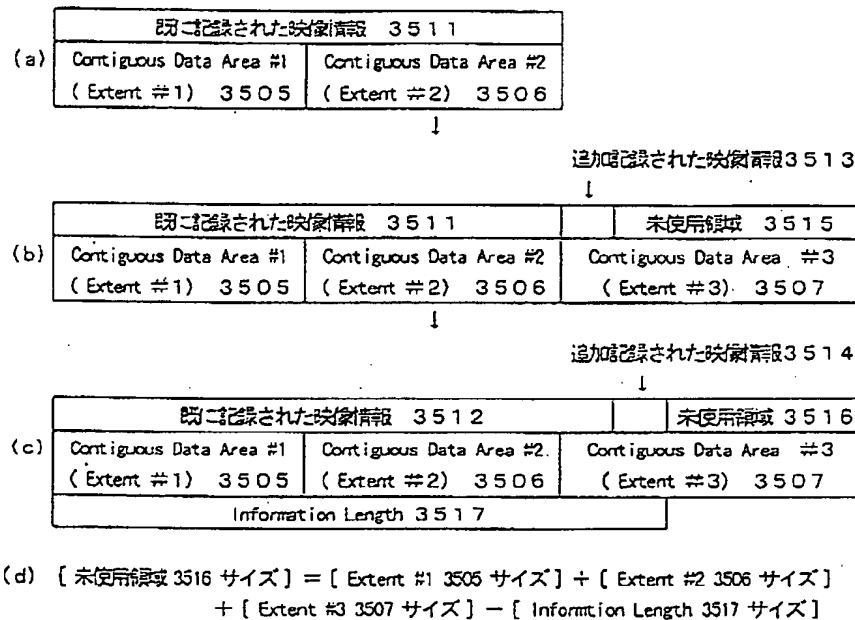 既に記録された映像情報 3511
(a) Contiguous Data Area #1 Contiguous Data Area #2
(Extent #1) 3505 (Extent #2) 3506
↓
追加記録された映像情報3513
↓
既に記録された映像情報 3511 未使用領域 3515
(b) Contiguous Data Area #1 Contiguous Data Area #2 Contiguous Data Area #3
(Extent #1) 3505 (Extent #2) 3506 (Extent #3) 3507
↓
追加記録された映像情報3514
↓
既に記録された映像情報 3512 未使用領域 3516
(c) Contiguous Data Area #1 Contiguous Data Area #2 Contiguous Data Area #3
(Extent #1) 3505 (Extent #2) 3506 (Extent #3) 3507
Information Length 3517
(d) [未使用領域 3516 サイズ] = [Extent #1 3505 サイズ] + [Extent #2 3506 サイズ]
+ [Extent #3 3507 サイズ] − [Informtion Length 3517 サイズ]